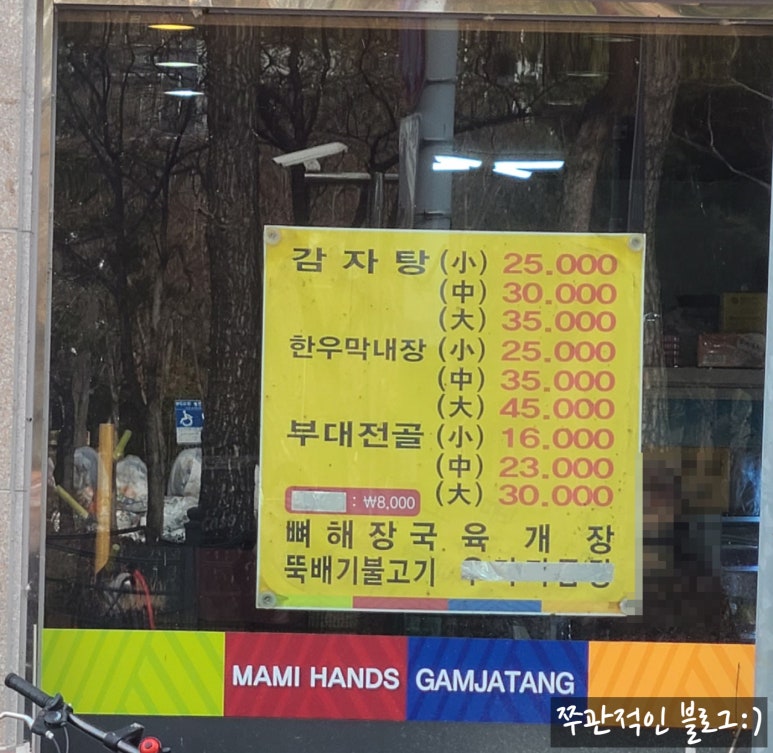 감자탕 (小) 25.000
(中) 30.000
(大) 35.000
한우막내장 (小) 25.000
(中) 35.000
(大) 45.000
부대전골 (小) 16.000
(中) 23.000
(大) 30.000
: ₩8,000
뼈해장국 육개장
뚝배기불고기
MAMI HANDS GAMJATANG
쭈관적인 블로그:)